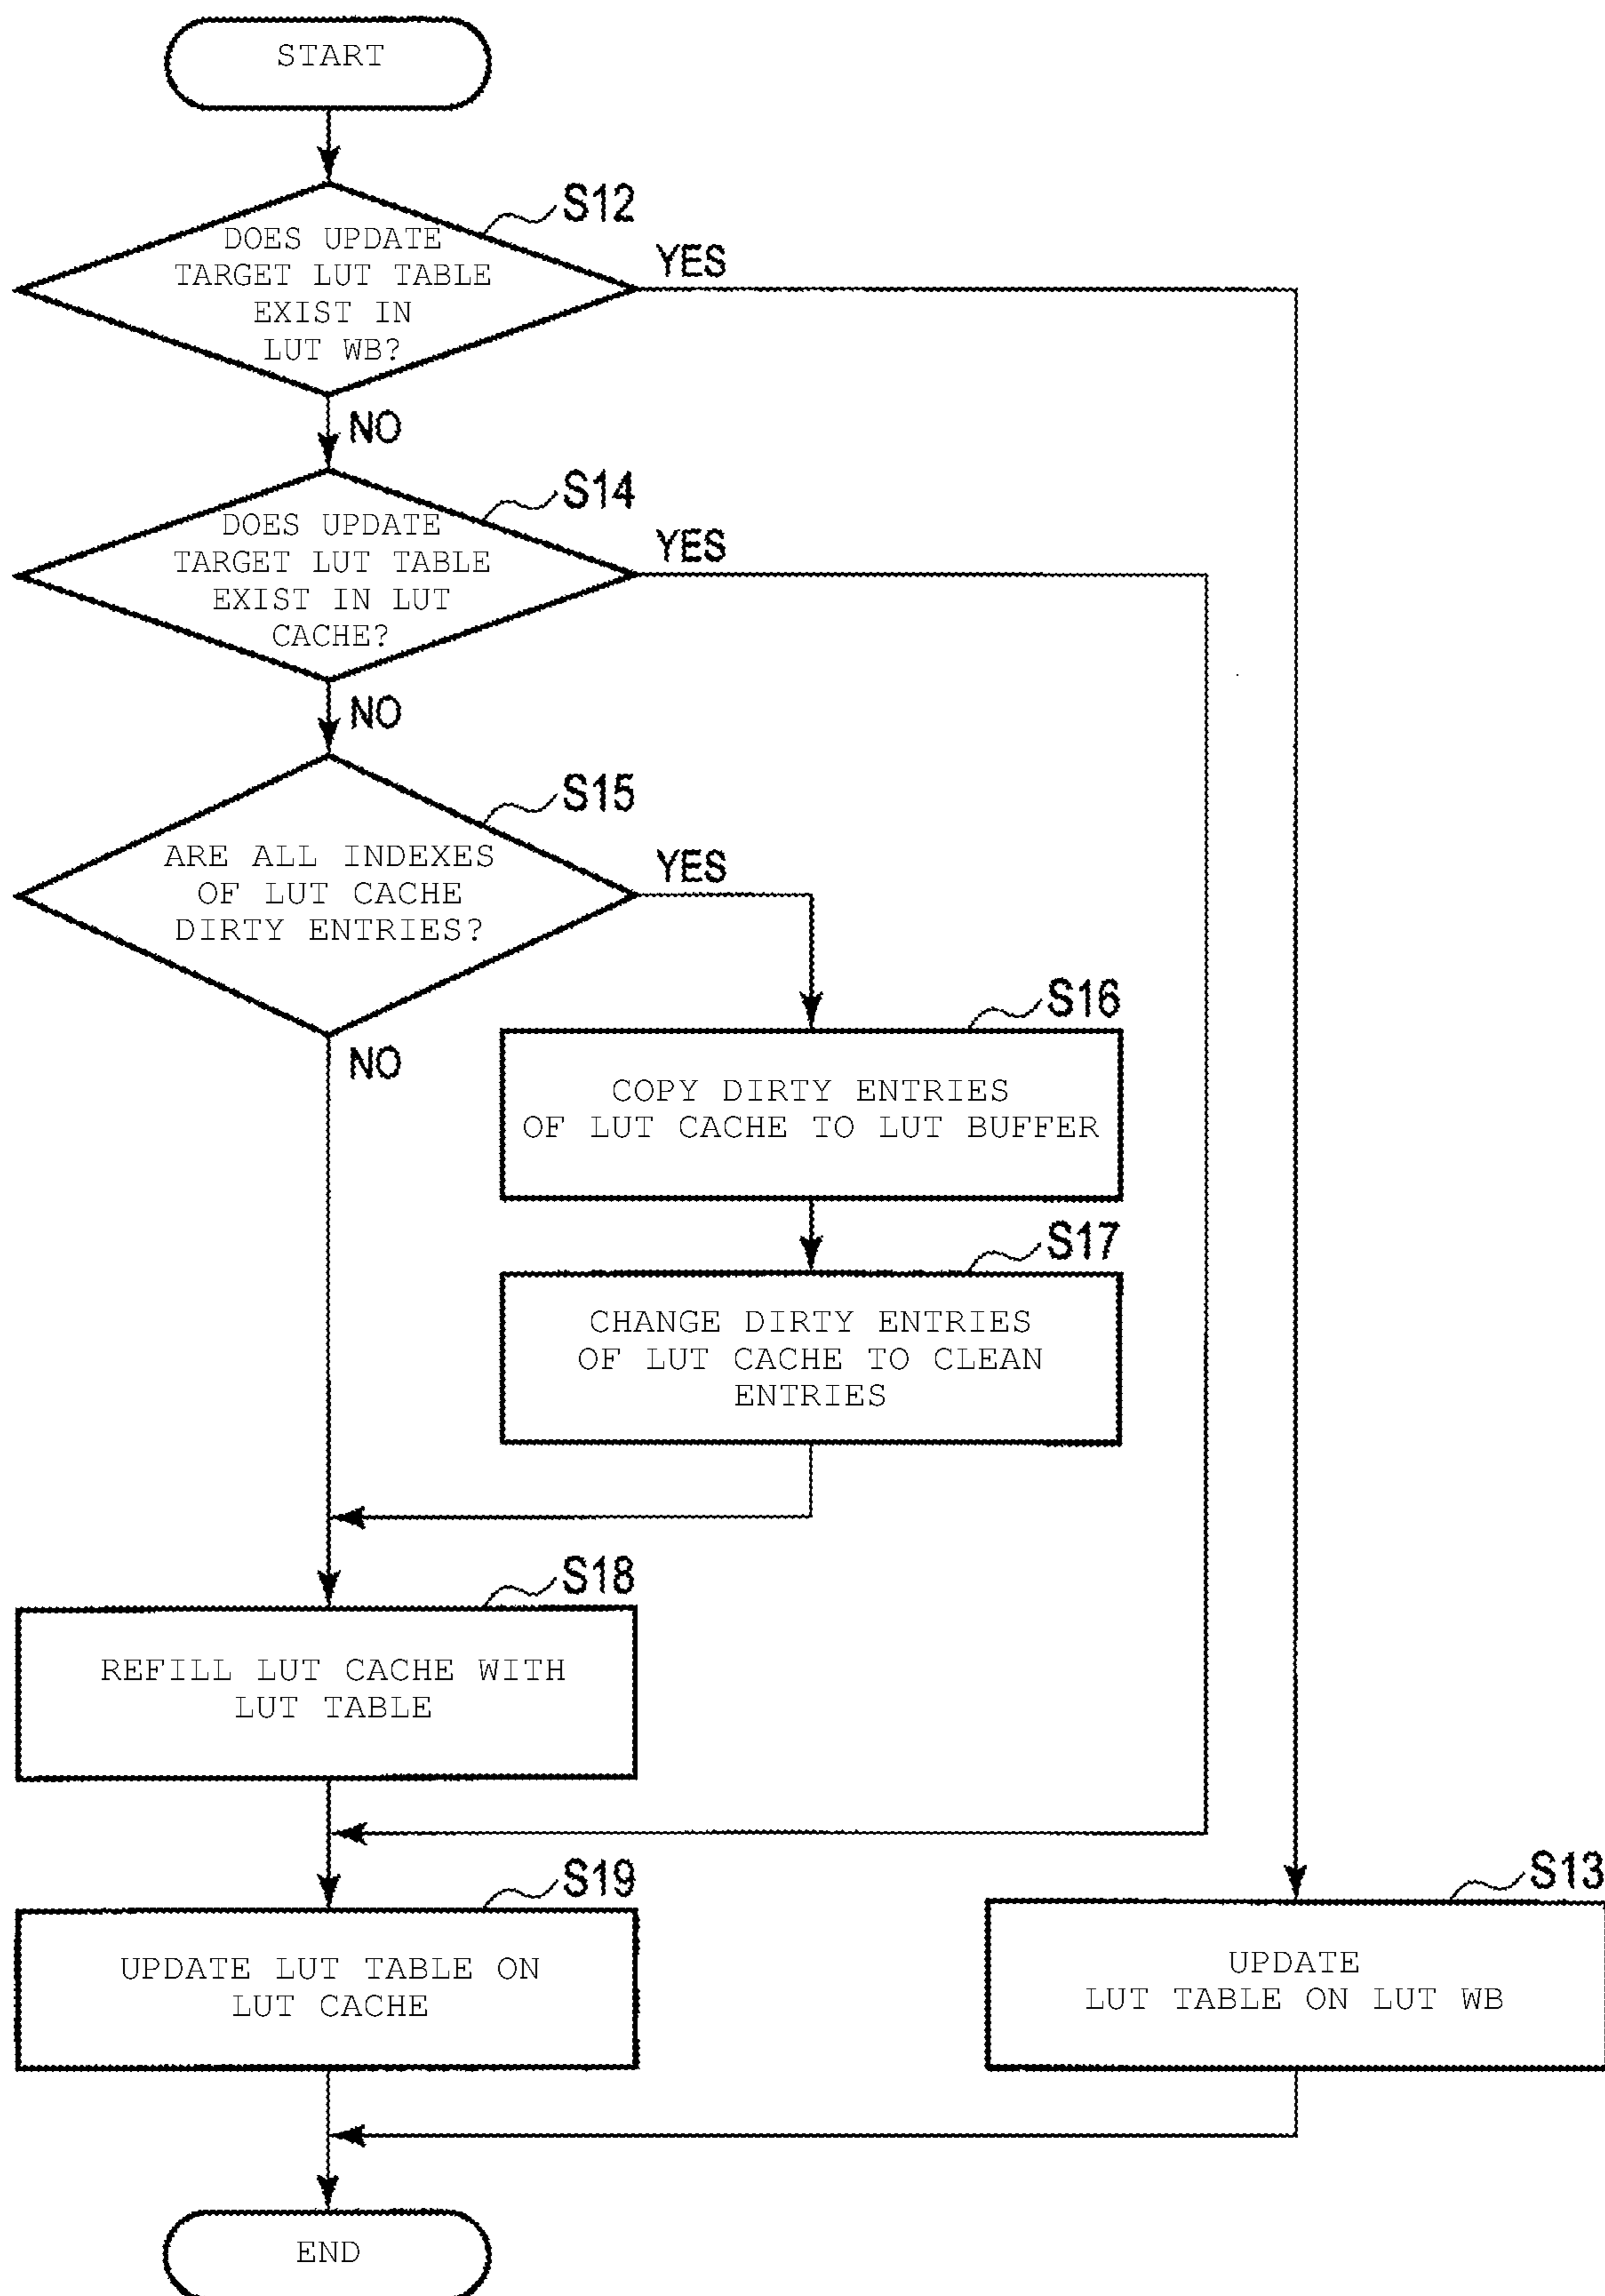 START
S12
DOES UPDATE
TARGET LUT TABLE
EXIST IN
LUT WB?
YES
NO
S14
DOES UPDATE
TARGET LUT TABLE
EXIST IN LUT
CACHE?
YES
NO
S15
ARE ALL INDEXES
OF LUT CACHE
DIRTY ENTRIES?
YES
NO
S16
COPY DIRTY ENTRIES
OF LUT CACHE TO LUT BUFFER
S17
CHANGE DIRTY ENTRIES
OF LUT CACHE TO CLEAN
ENTRIES
S18
REFILL LUT CACHE WITH
LUT TABLE
S19
UPDATE LUT TABLE ON
LUT CACHE
S13
UPDATE
LUT TABLE ON LUT WB
END